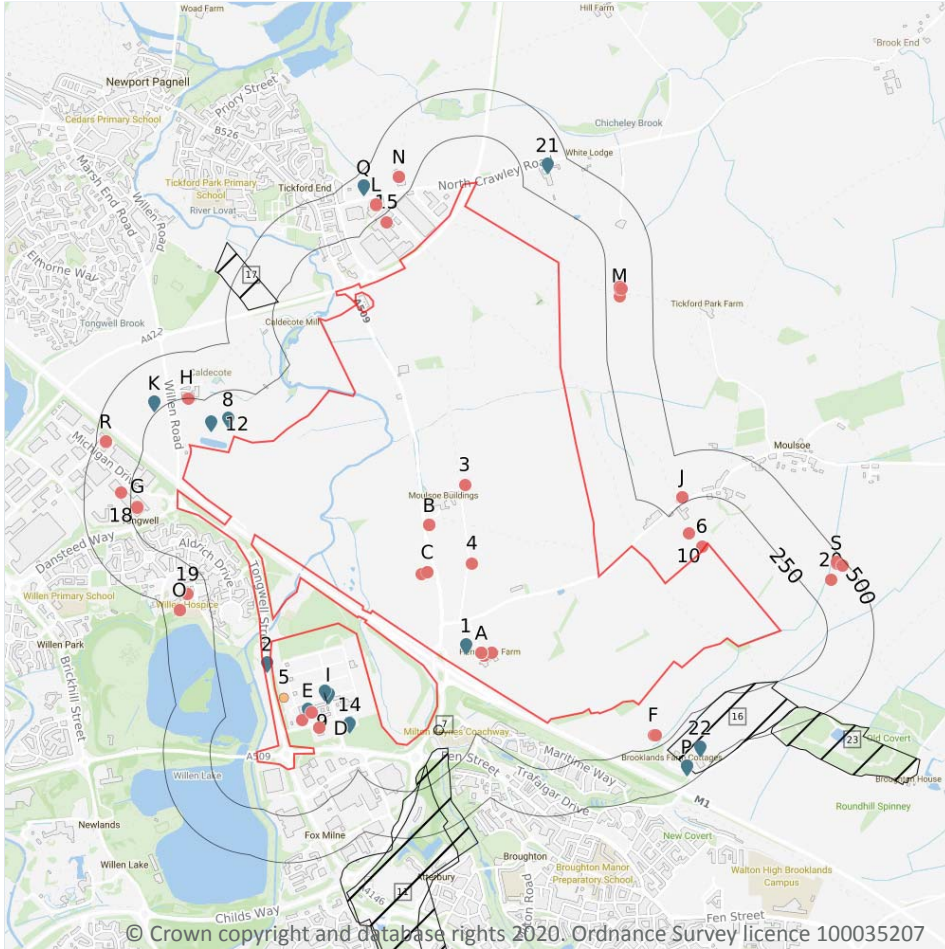 Woad Farm
Hill Farm
Brook End
Newport Pagnell
Priory Street
Cedars Primary School
B526
Chicheley Brook
Marsh End Road
Willen Road
21
White Lodge
Q
N
North Crawley Road
Tickford Park Primary School
Tickford End
L
15
River Lovat
Elthorne Way
17
M
A509
Tickford Park Farm
Tongwell Brook
Caldecote Mill
A422
Caldecote
K
H
Willen Road
8
12
R
Michigan Drive
Moulsoe
3
Moulsoe Buildings
J
G
18
B
6
10
Dansteed Way
Aldrich Drive
4
C
S
250
500
19
O
Willen Primary School
Willen Hospice
Tongwell Street
Willen Park
1
A
2
Brickhill Street
5
I
E
14
9
D
F
7
Milton Keynes Coachway
16
22
23
Old Covert
P
Brooklands Farm Cottages
Broughton House
A509
Fen Street
Maritime Way
Willen Lake
Trafalgar Drive
M1
Roundhill Spinney
Newlands
Fox Milne
New Covert
Willen Lake
Broughton
Broughton Manor Preparatory School
Walton High Brooklands Campus
11
A4146
Childs Way
Fen Street
© Crown copyright and database rights 2020. Ordnance Survey licence 100035207